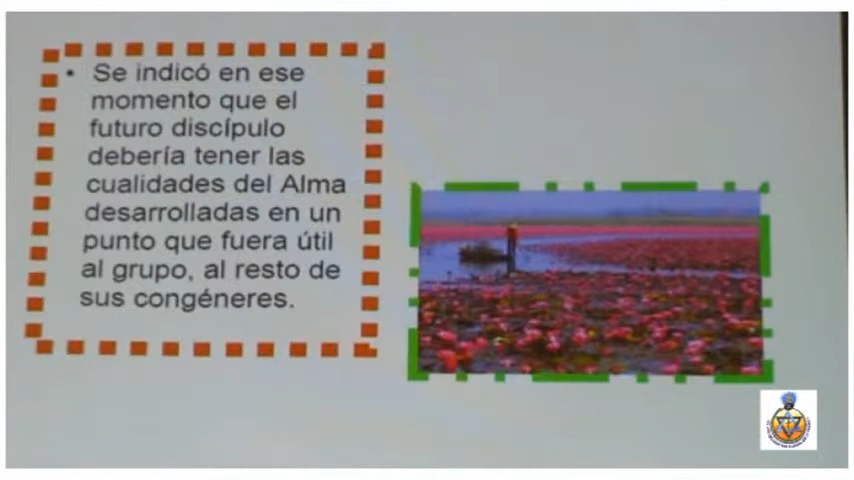 • Se indicó en ese
momento que el
futuro discípulo
debería tener las
cualidades del Alma
desarrolladas en un
punto que fuera útil
al grupo, al resto de
sus congéneres.